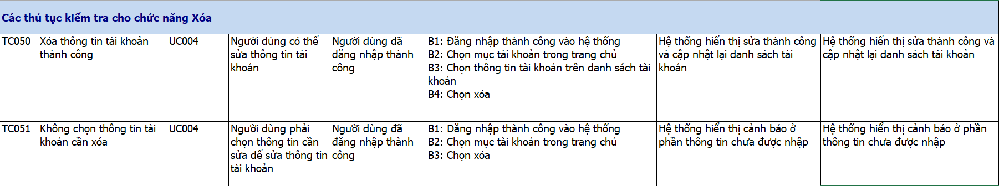 Các thủ tục kiểm tra cho chức năng Xóa
TC050
Xóa thông tin tài khoản
thành công
UC004
Người dùng có thể
sửa thông tin tài
khoản
Người dùng đã
đăng nhập thành
công
B1: Đăng nhập thành công vào hệ thống
B2: Chọn mục tài khoản trong trang chủ
B3: Chọn thông tin tài khoản trên danh sách tài
khoản
B4: Chọn xóa
Hệ thống hiển thị sửa thành công
và cập nhật lại danh sách tài
khoản
Hệ thống hiển thị sửa thành công và
cập nhật lại danh sách tài khoản
TC051
Không chọn thông tin tài
khoản cần xóa
UC004
Người dùng phải
chọn thông tin cần
sửa để sửa thông tin
tài khoản
Người dùng đã
đăng nhập thành
công
B1: Đăng nhập thành công vào hệ thống
B2: Chọn mục tài khoản trong trang chủ
B3: Chọn xóa
Hệ thống hiển thị cảnh báo ở
phần thông tin chưa được nhập
Hệ thống hiển thị cảnh báo ở phần
thông tin chưa được nhập